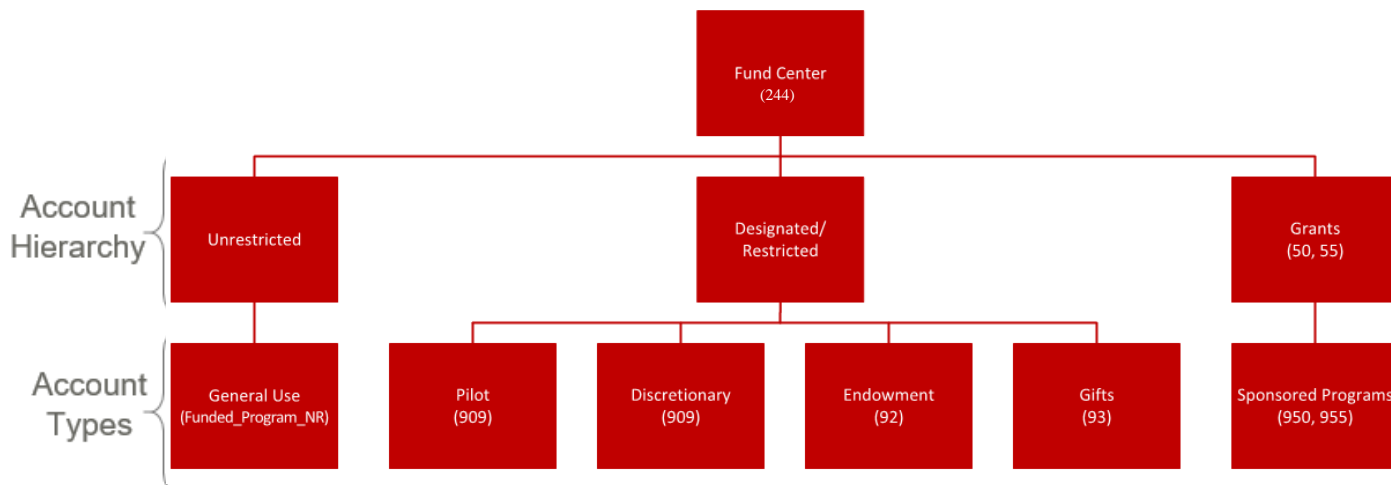 Fund Center
(244)
Account
Hierarchy
Unrestricted
Designated/
Restricted
Grants
(50, 55)
Account
Types
General Use
(Funded_Program_NR)
Pilot
(909)
Discretionary
(909)
Endowment
(92)
Gifts
(93)
Sponsored Programs
(950, 955)